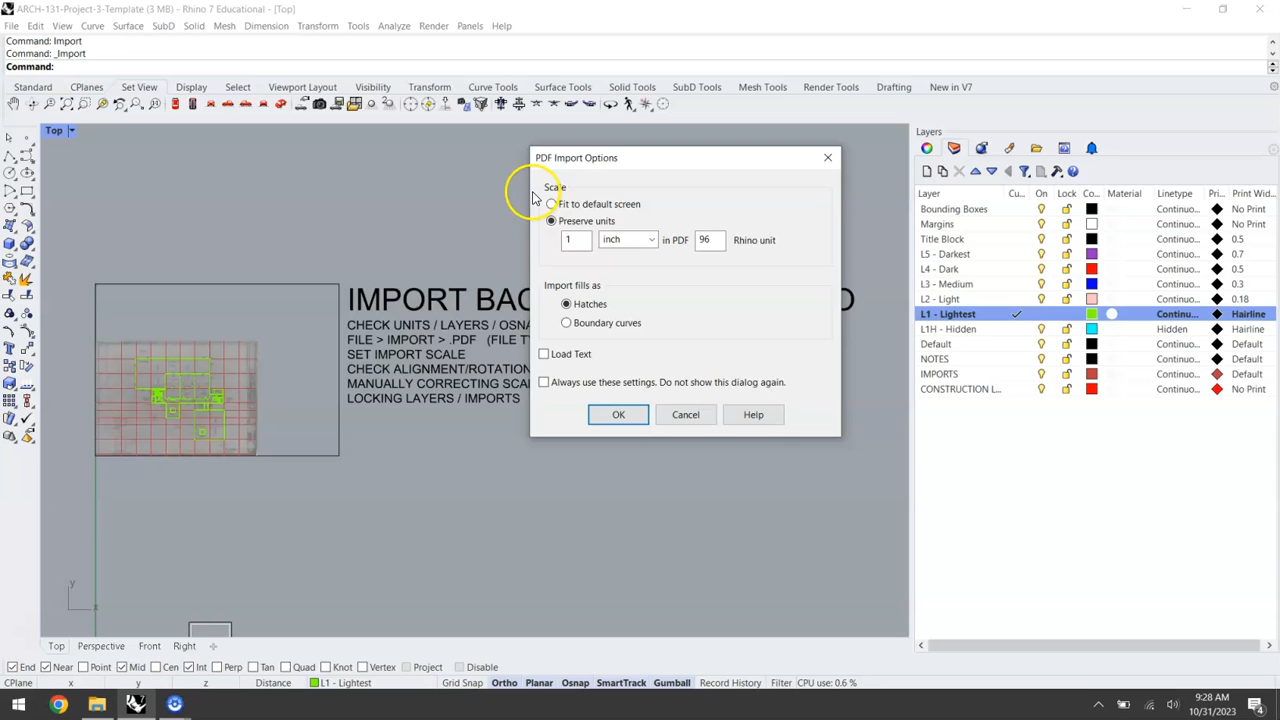 ARCH-131-Project-3-Template (3 MB) - Rhino 7 Educational - [Top]
File Edit View Curve Surface SubD Solid Mesh Dimension Transform Tools Analyze Render Panels Help
Command: Import
Command: _Import
Command:
Standard CPlanes Set View Display Select Viewport Layout Visibility Transform Curve Tools Surface Tools Solid Tools SubD Tools Mesh Tools Render Tools Drafting New in V7
Top
PDF Import Options
Scale
Fit to default screen
Preserve units
1 inch in PDF 96 Rhino unit
Import fills as
Hatches
Boundary curves
Load Text
Always use these settings. Do not show this dialog again.
OK Cancel Help
IMPORT BAC
O
CHECK UNITS / LAYERS / OSNA
FILE > IMPORT > .PDF (FILE T
SET IMPORT SCALE
CHECK ALIGNMENT/ROTATION
MANUALLY CORRECTING SCA
LOCKING LAYERS / IMPORTS
Layers
Layer Cu... On Lock Co... Material Linetype Pri... Print Wid
Bounding Boxes Continuo... No Print
Margins Continuo... No Print
Title Block Continuo... 0.5
L5 - Darkest Continuo... 0.7
L4 - Dark Continuo... 0.5
L3 - Medium Continuo... 0.3
L2 - Light Continuo... 0.18
L1 - Lightest Continu... Hairline
L1H - Hidden Hidden Hairline
Default Continuo... Default
NOTES Continuo... Default
IMPORTS Continuo... Default
CONSTRUCTION L... Continuo... No Print
y
x
Top Perspective Front Right
End Near Point Mid Cen Int Perp Tan Quad Knot Vertex Project Disable
CPlane x y z Distance L1 - Lightest Grid Snap Ortho Planar Osnap SmartTrack Gumball Record History Filter CPU use: 0.6 %
9:28 AM
10/31/2023
4